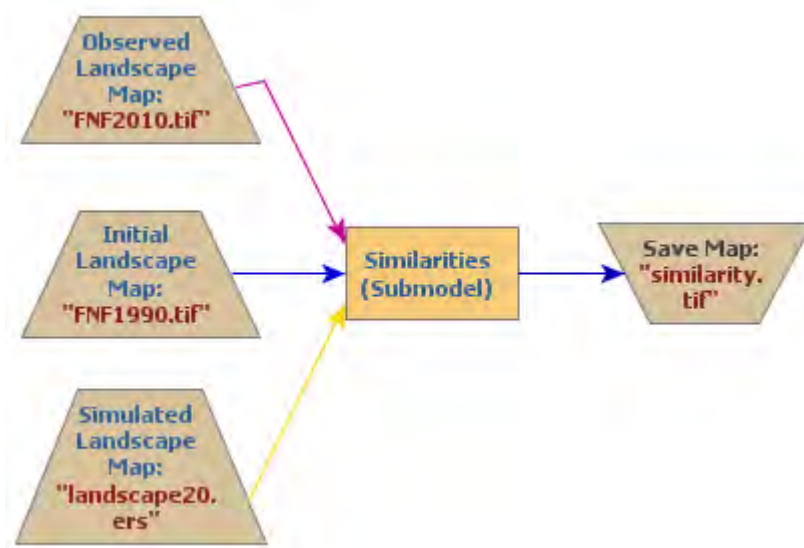 Observed
Landscape
Map:
"FNF2010.tif"
Initial
Landscape
Map:
"FNF1990.tif"
Simulated
Landscape
Map:
"landscape20.
ers"
Similarities
(Submodel)
Save Map:
"similarity.
tif"